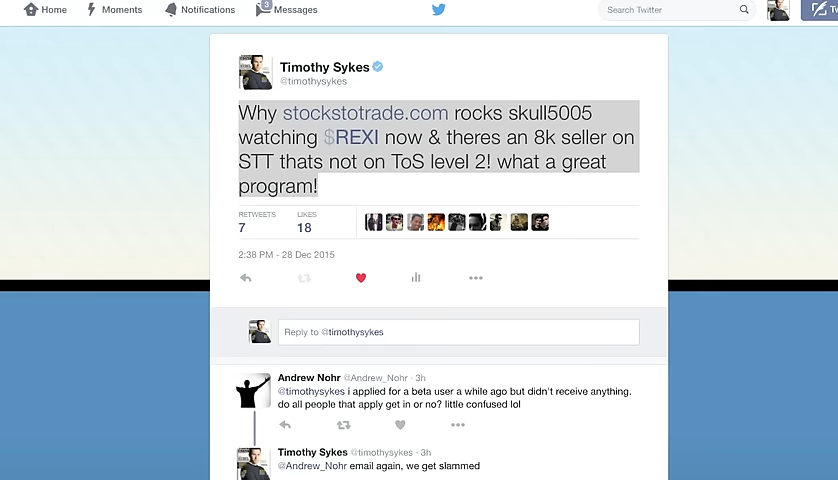 Home Moments Notifications 3 Messages Search Twitter
Timothy Sykes
@timothysykes
Why stockstotrade.com rocks skull5005
watching $REXI now & theres an 8k seller on
STT thats not on ToS level 2! what a great
program!
RETWEETS LIKES
7 18
2:38 PM - 28 Dec 2015
Reply to @timothysykes
Andrew Nohr @Andrew_Nohr · 3h
@timothysykes i applied for a beta user a while ago but didn't receive anything.
do all people that apply get in or no? little confused lol
Timothy Sykes @timothysykes · 3h
@Andrew_Nohr email again, we get slammed